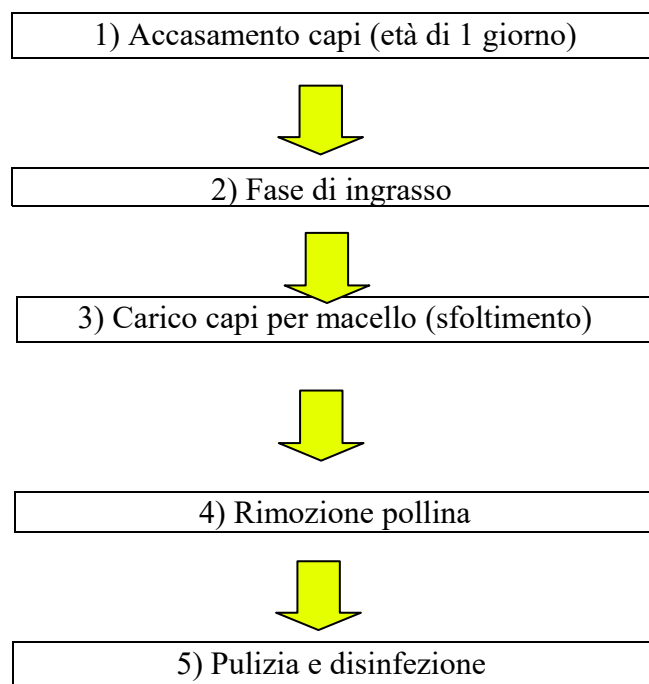 1) Accasamento capi (età di 1 giorno)
2) Fase di ingrasso
3) Carico capi per macello (sfoltimento)
4) Rimozione pollina
5) Pulizia e disinfezione